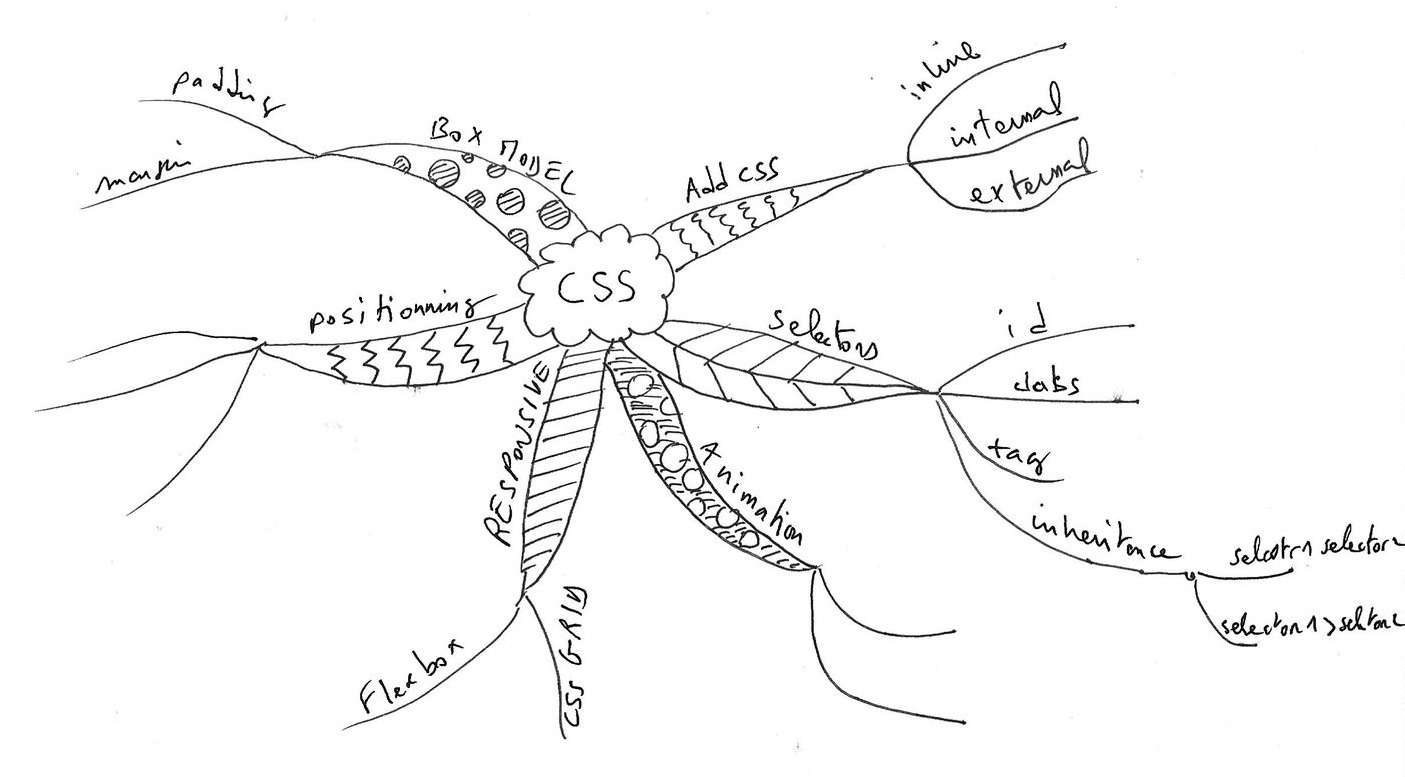 CSS
Add CSS
inline
internal
external
selectors
id
class
tag
inheritence
selector1 selector2
selector1 > selector2
Animation
RESPONSIVE
Flexbox
CSS GRID
positionning
BOX MODEL
padding
margin